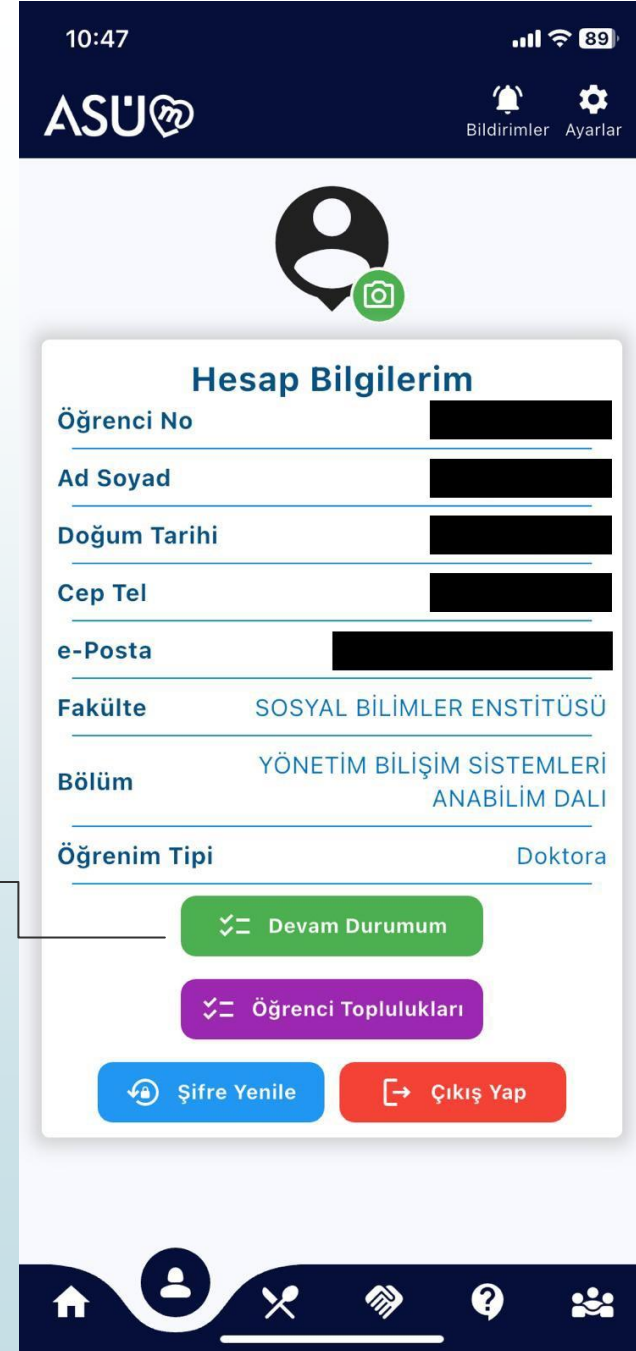 10:47
89
ASÜm
Bildirimler Ayarlar
Hesap Bilgilerim
Öğrenci No
Ad Soyad
Doğum Tarihi
Cep Tel
e-Posta
Fakülte SOSYAL BİLİMLER ENSTİTÜSÜ
Bölüm YÖNETİM BİLİŞİM SİSTEMLERİ
ANABİLİM DALI
Öğrenim Tipi Doktora
Devam Durumum
Öğrenci Toplulukları
Şifre Yenile Çıkış Yap